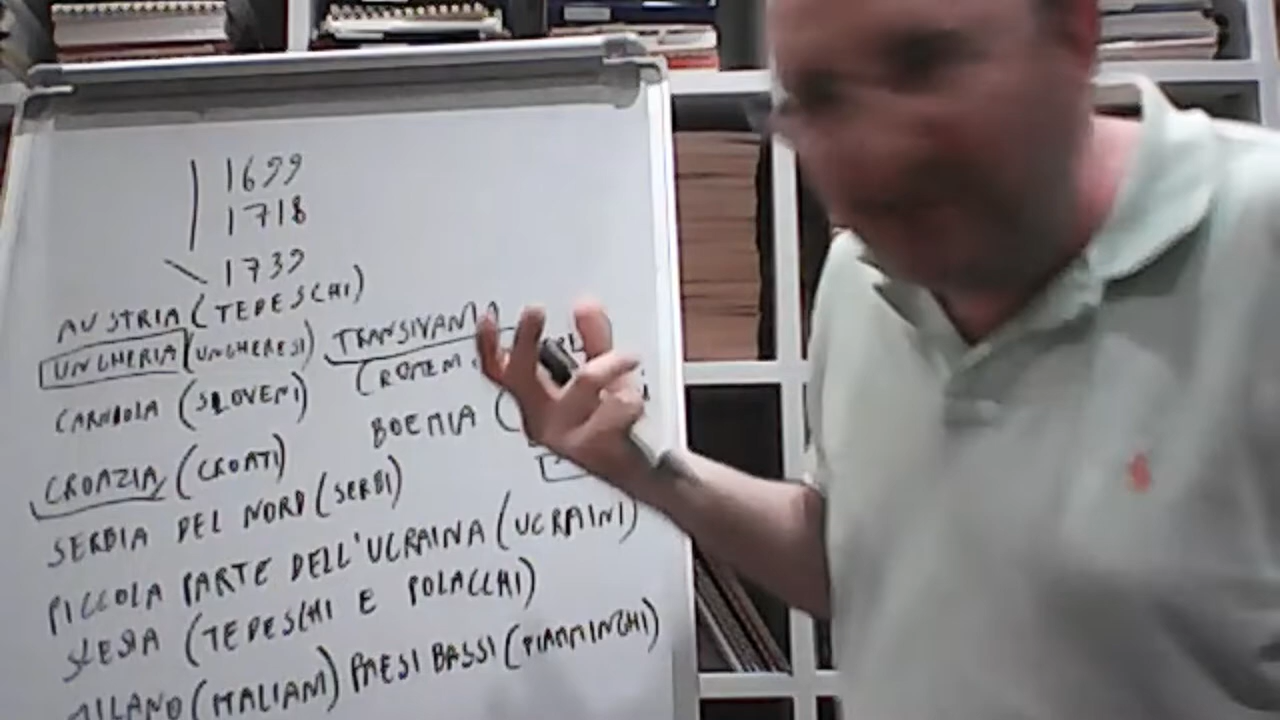 1699
1718
1739
AUSTRIA (TEDESCHI)
UNGHERIA (UNGHERESI) TRANSIVANIA
CARNIOLA (SLOVENI)
BOEMIA (
CROAZIA (CROATI)
SERBIA DEL NORD (SERBI)
PICCOLA PARTE DELL'UCRAINA (UCRAINI)
SLESIA (TEDESCHI E POLACCHI)
MILANO (ITALIANI) PAESI BASSI (FIAMMINGHI)